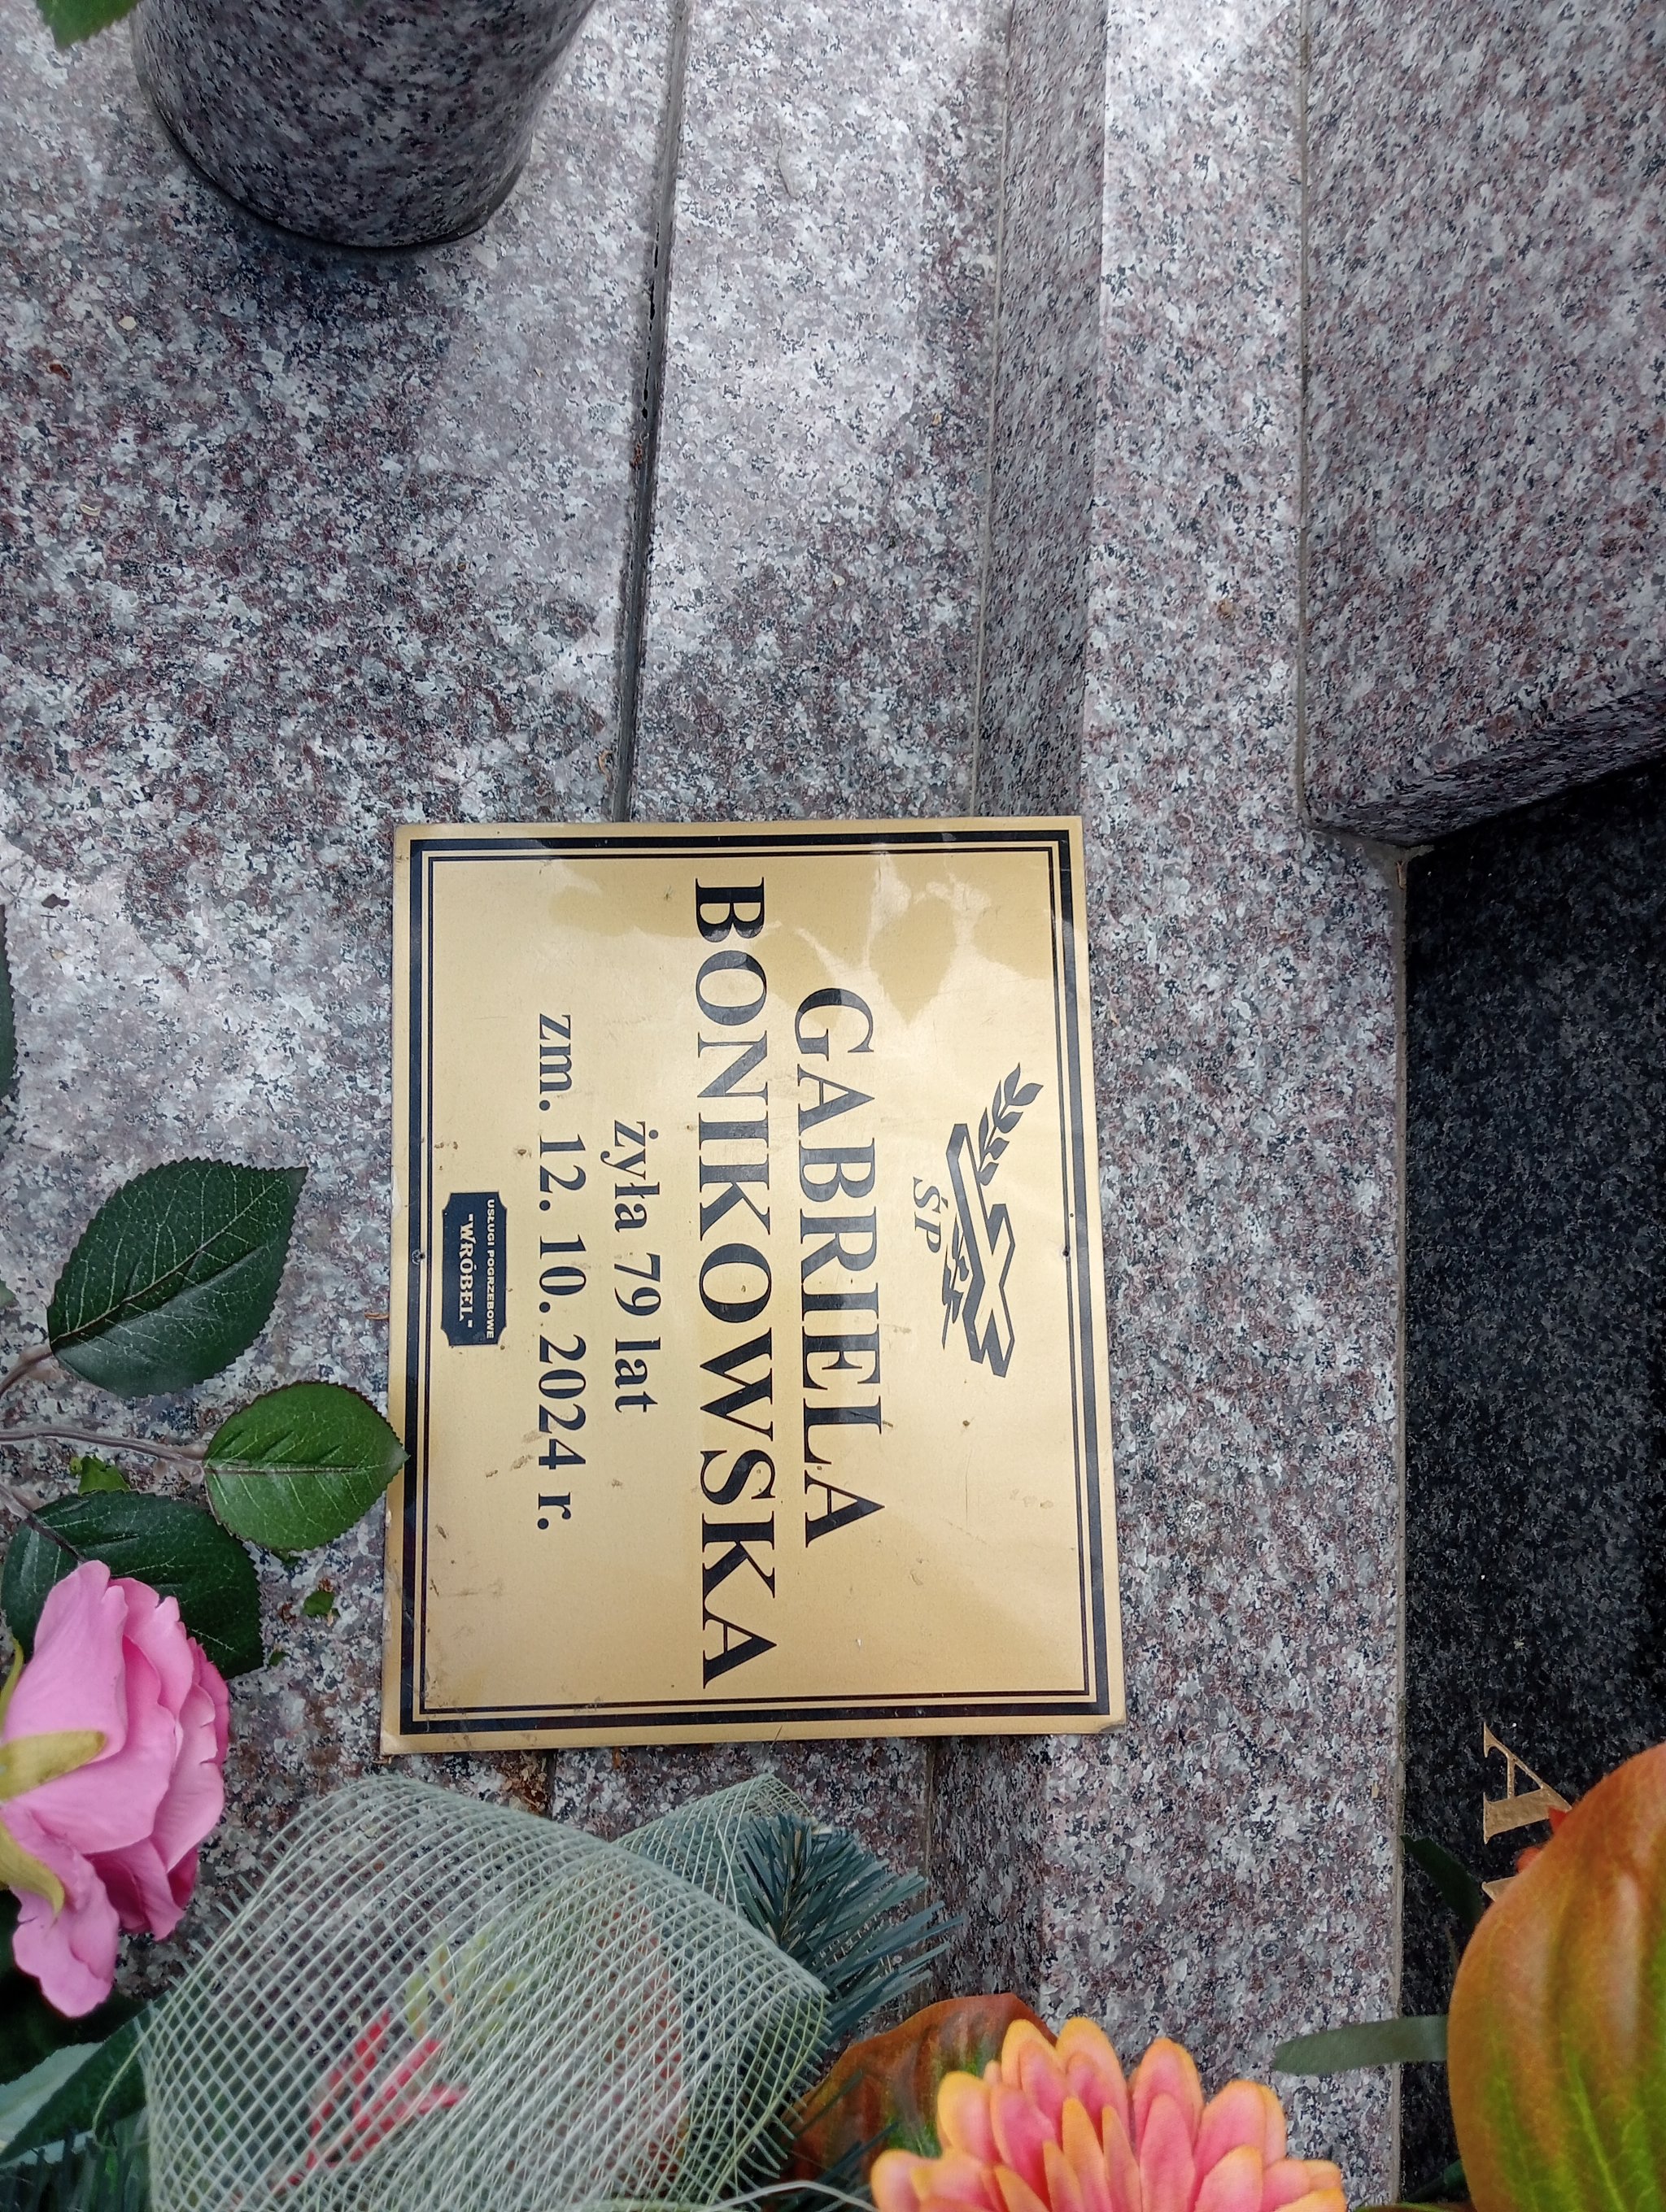 ŚP
GABRIELA
BONIKOWSKA
żyła 79 lat
zm. 12. 10. 2024 r.
USŁUGI POGRZEBOWE
"WRÓBEL"
A